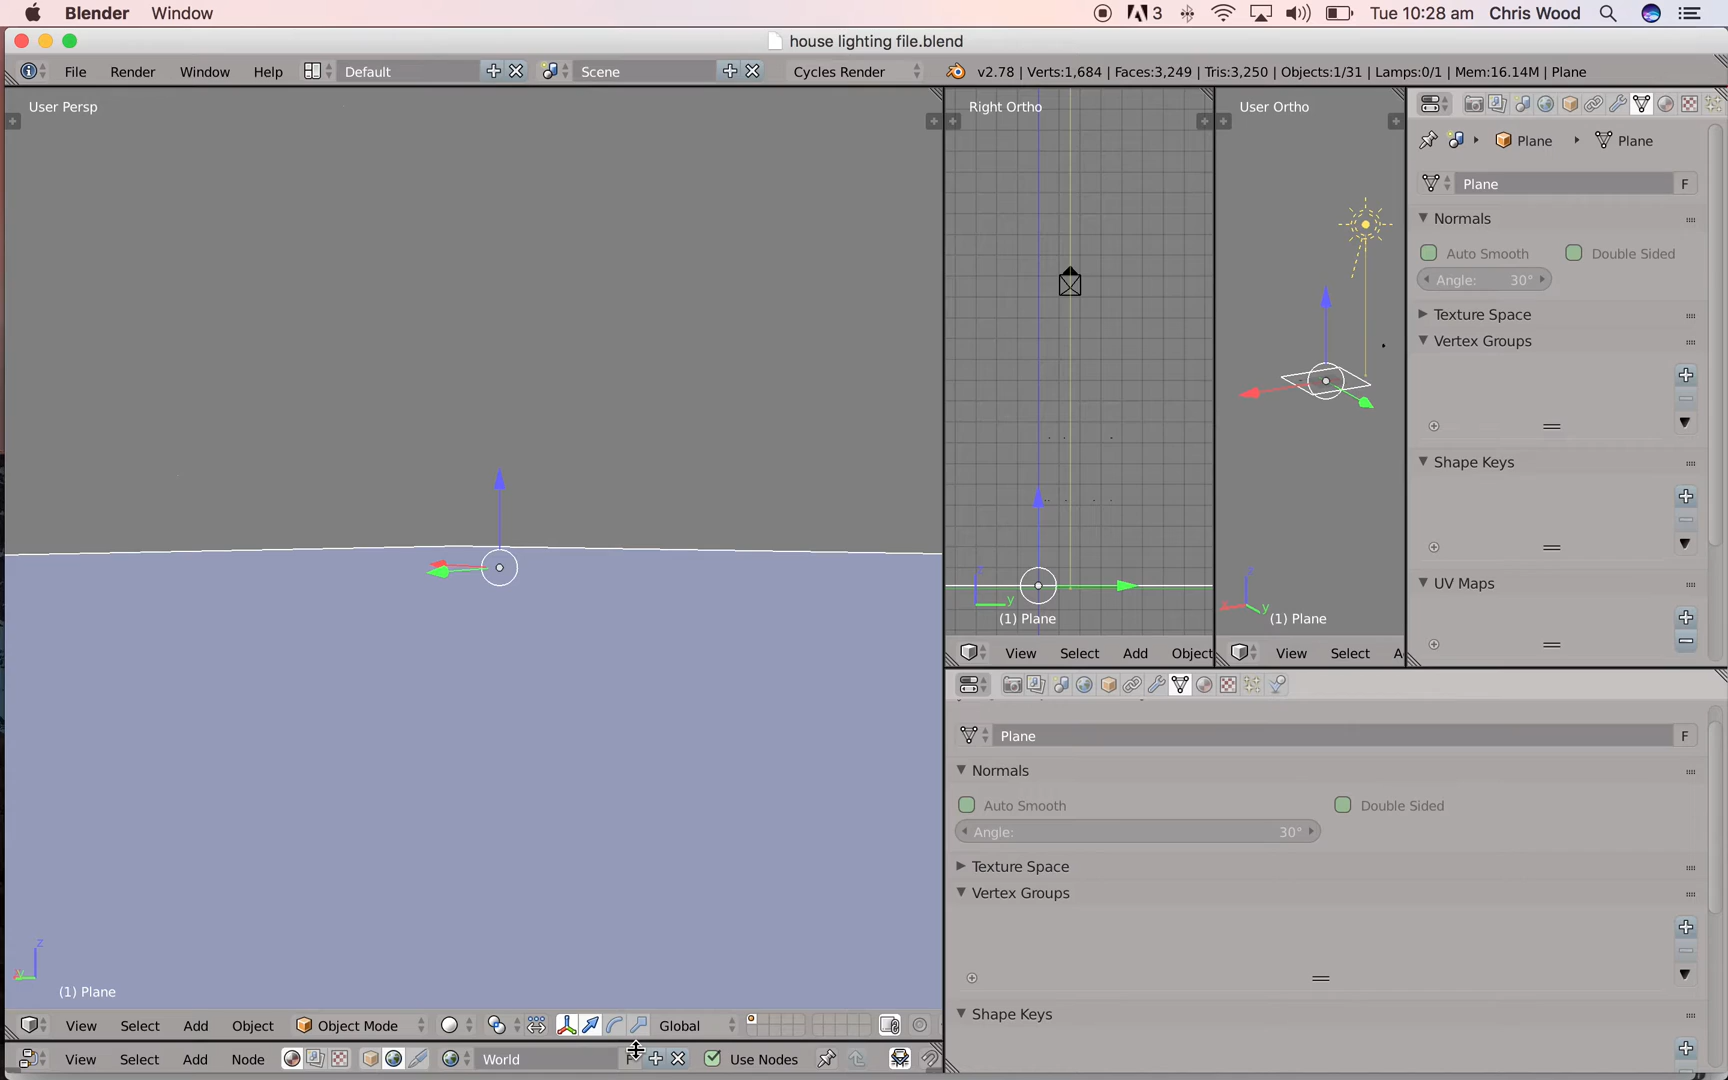 Blender Window 3 Tue 10:28 am Chris Wood
house lighting file.blend
File Render Window Help Default Scene Cycles Render v2.78 | Verts:1,684 | Faces:3,249 | Tris:3,250 | Objects:1/31 | Lamps:0/1 | Mem:16.14M | Plane
User Persp
Right Ortho
User Ortho
Plane Plane
Plane F
Normals
Auto Smooth Double Sided
Angle: 30°
Texture Space
Vertex Groups
Shape Keys
UV Maps
z
y
(1) Plane
z
x
y
(1) Plane
View Select Add Object
View Select A
Plane F
Normals
Auto Smooth Double Sided
Angle: 30°
Texture Space
Vertex Groups
Shape Keys
z
y
(1) Plane
View Select Add Object Object Mode Global
View Select Add Node World F Use Nodes